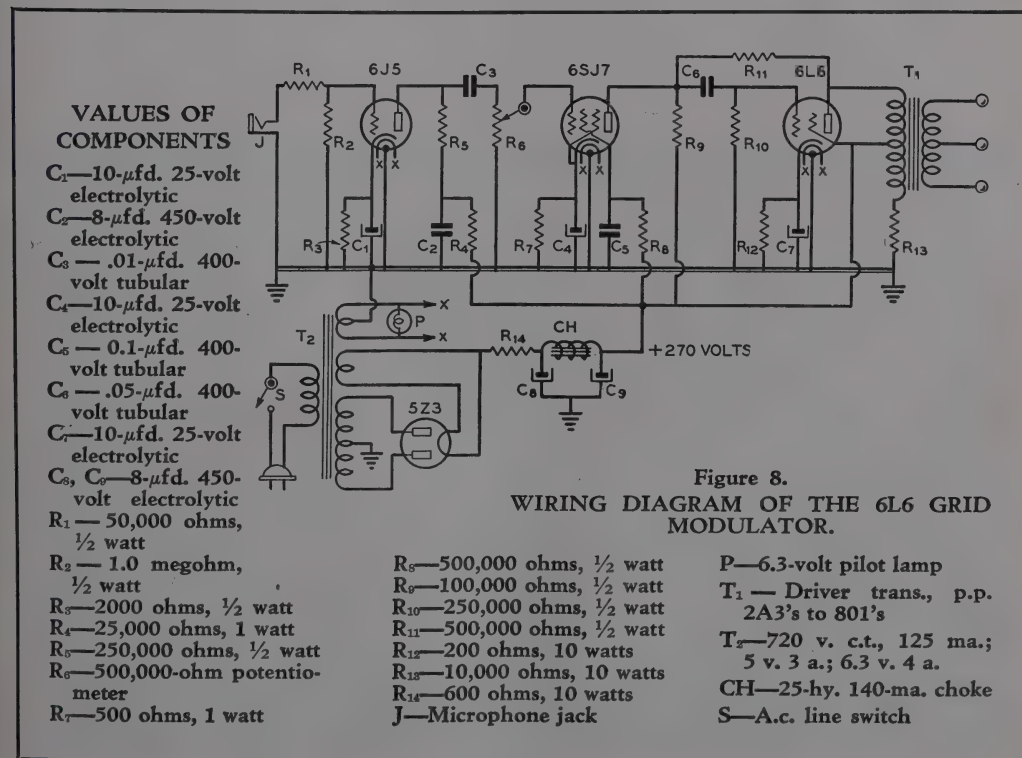 R1
6J5
C3
6SJ7
C6
R11
6L6
T1
VALUES OF
COMPONENTS
J
R2
R5
R6
R9
R10
X X
X X
X X
C1—10-μfd. 25-volt
electrolytic
C2—8-μfd. 450-volt
electrolytic
C3 — .01-μfd. 400-
volt tubular
C4—10-μfd. 25-volt
electrolytic
C5 — 0.1-μfd. 400-
volt tubular
C6 — .05-μfd. 400-
volt tubular
C7—10-μfd. 25-volt
electrolytic
C8, C9—8-μfd. 450-
volt electrolytic
R1 — 50,000 ohms,
½ watt
R2 — 1.0 megohm,
½ watt
R3—2000 ohms, ½ watt
R4—25,000 ohms, 1 watt
R5—250,000 ohms, ½ watt
R6—500,000-ohm potentio-
meter
R7—500 ohms, 1 watt
R3
C1
C2
R4
R7
C4
C5
R8
R12
C7
R13
T2
X
P
X
R14
CH
+270 VOLTS
S
5Z3
C8
C9
Figure 8.
WIRING DIAGRAM OF THE 6L6 GRID
MODULATOR.
R8—500,000 ohms, ½ watt
R9—100,000 ohms, ½ watt
R10—250,000 ohms, ½ watt
R11—500,000 ohms, ½ watt
R12—200 ohms, 10 watts
R13—10,000 ohms, 10 watts
R14—600 ohms, 10 watts
J—Microphone jack
P—6.3-volt pilot lamp
T1 — Driver trans., p.p.
2A3's to 801's
T2—720 v. c.t., 125 ma.;
5 v. 3 a.; 6.3 v. 4 a.
CH—25-hy. 140-ma. choke
S—A.c. line switch